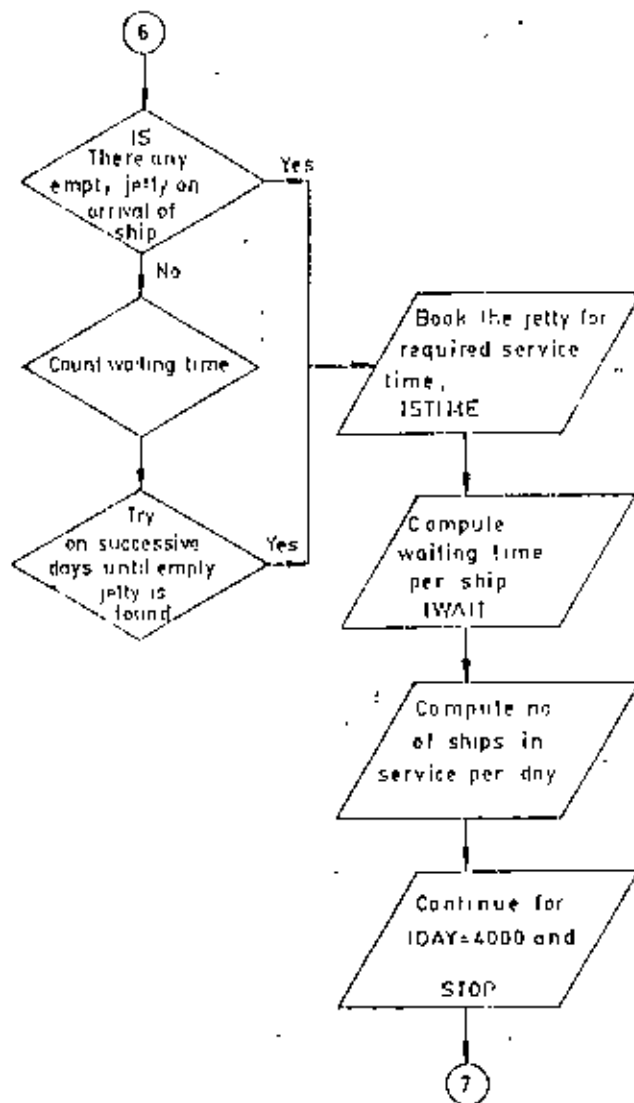 6
IS
There any
empty jetty on
arrival of
ship
Yes
No
Count waiting time
Try
on successive
days until empty
jetty is
found
Yes
Book the jetty for
required service
time,
ISTIME
Compute
waiting time
per ship
IWAIT
Compute no
of ships in
service per day
Continue for
IDAY=4000 and
STOP
7